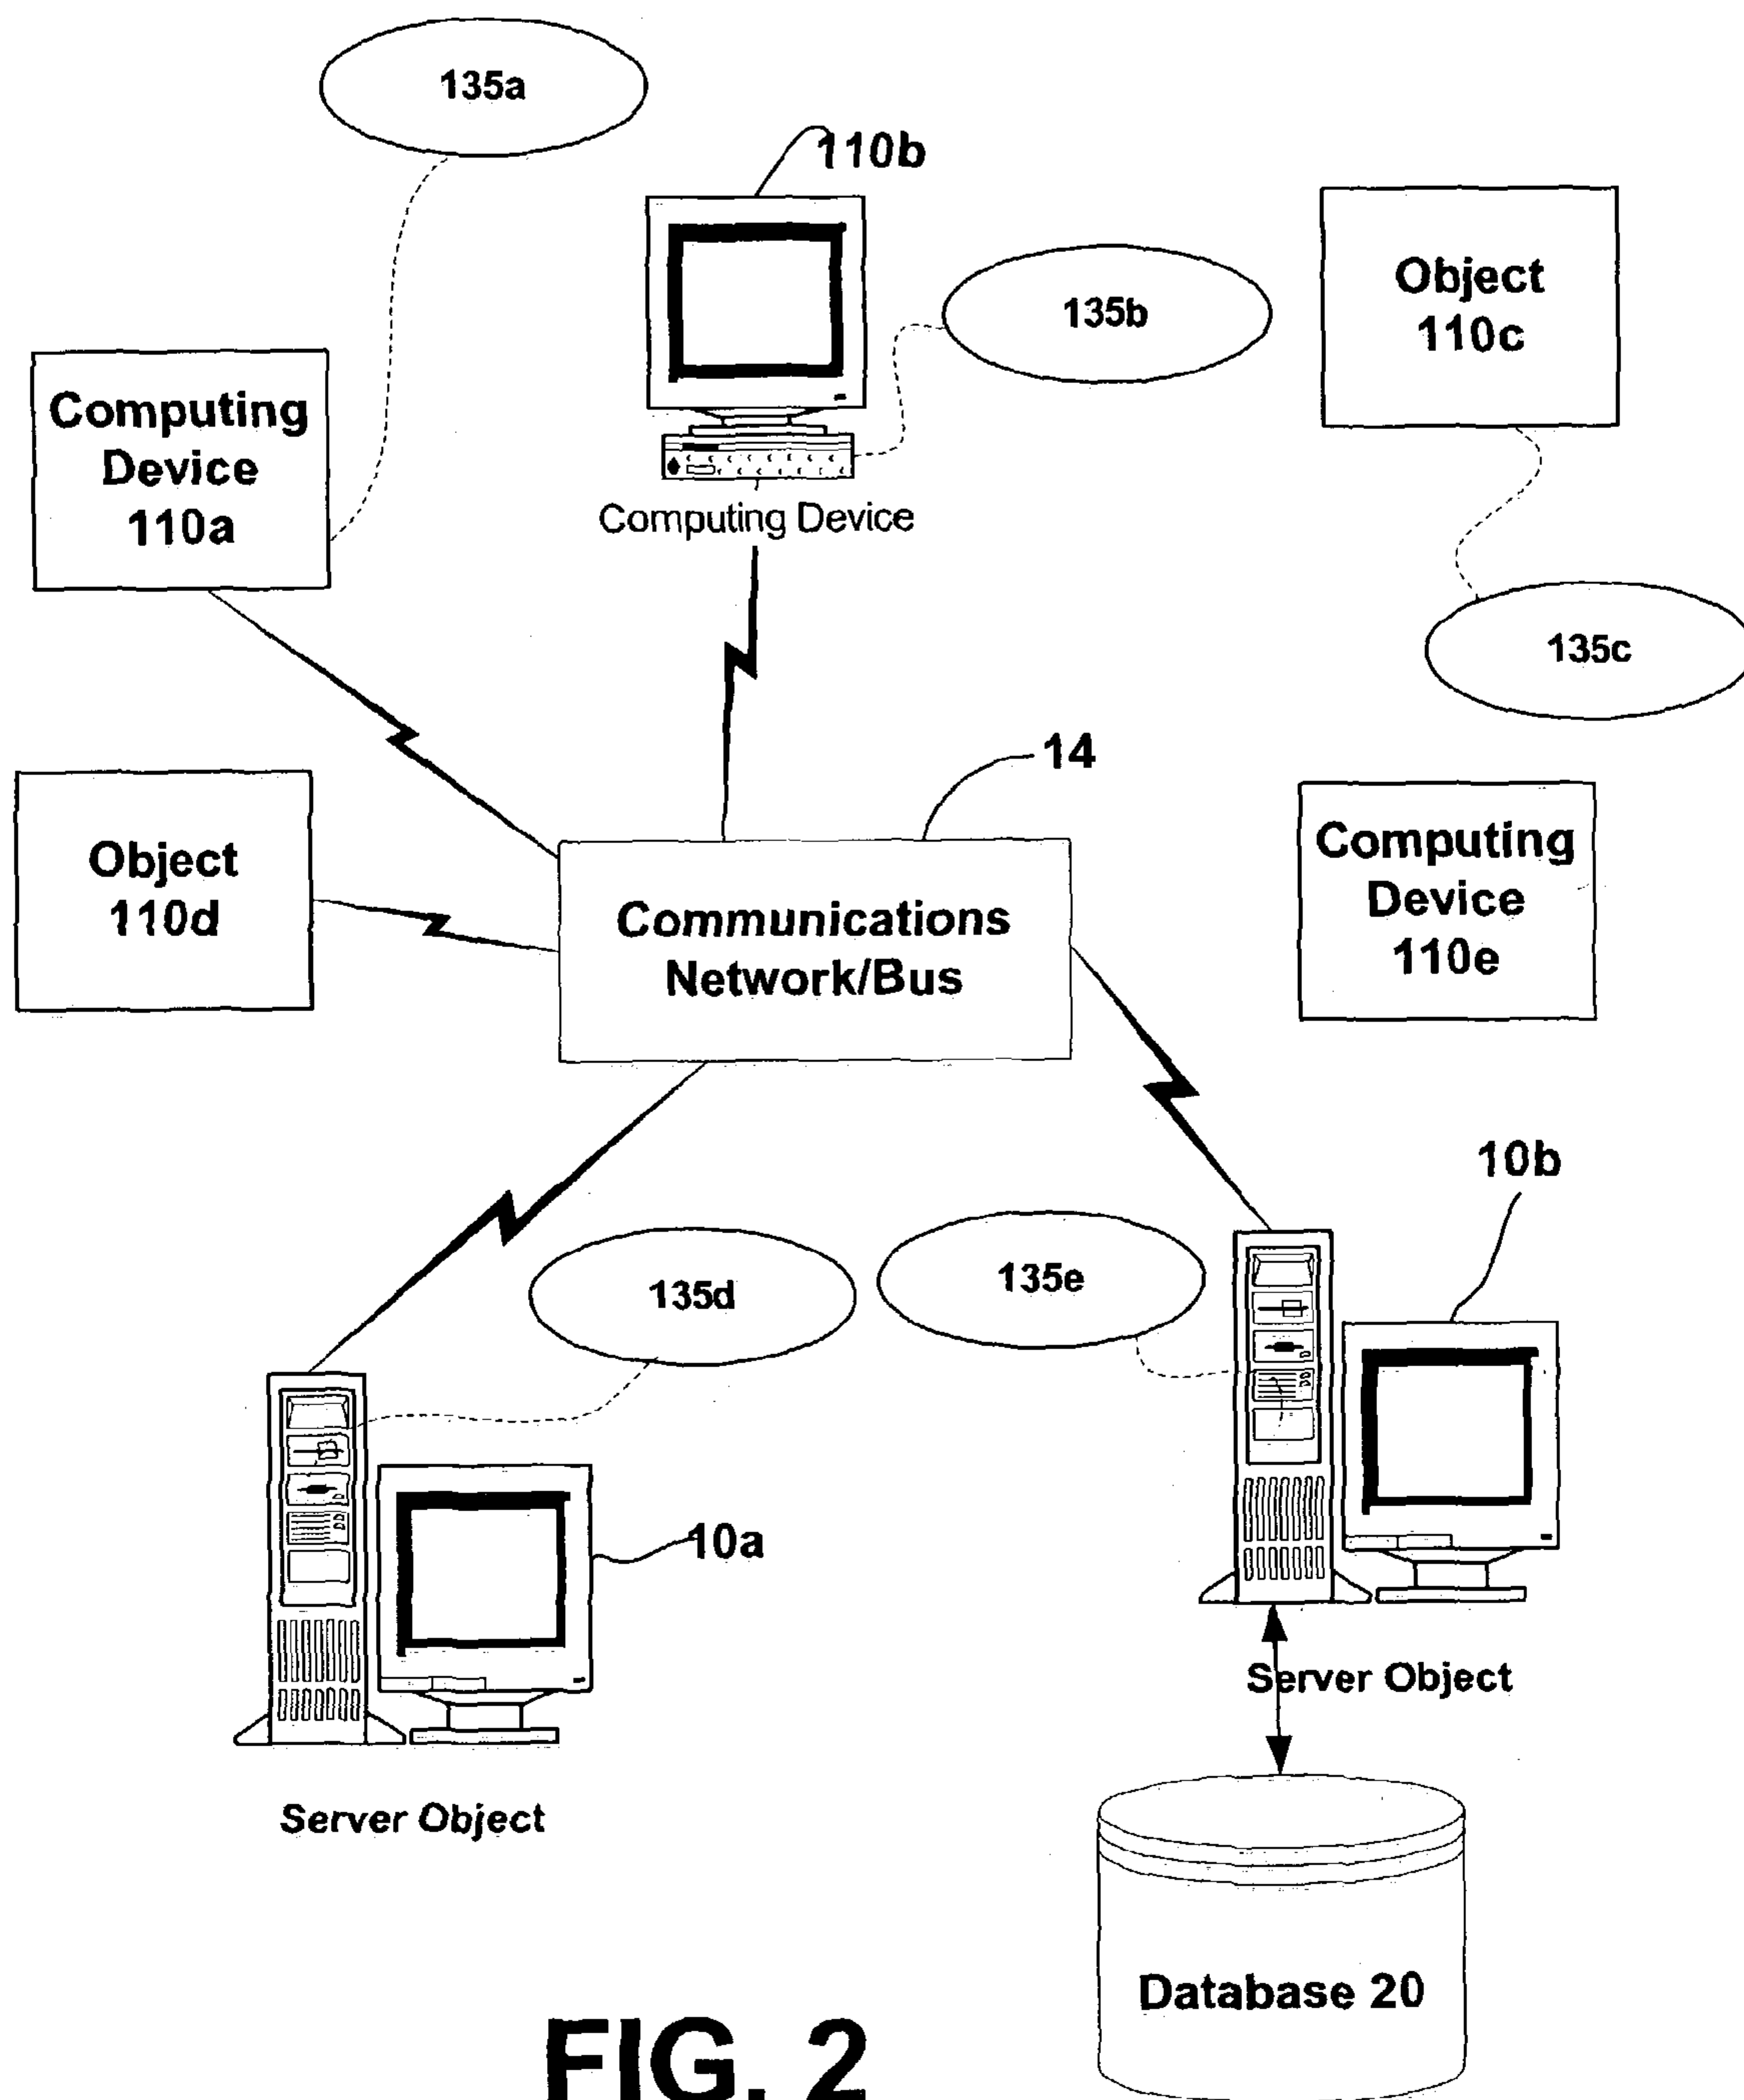 135a
110b
135b
Object
110c
Computing
Device
110a
Computing Device
135c
14
Object
110d
Communications
Network/Bus
Computing
Device
110e
10b
135d
135e
10a
Server Object
Server Object
Database 20
FIG. 2